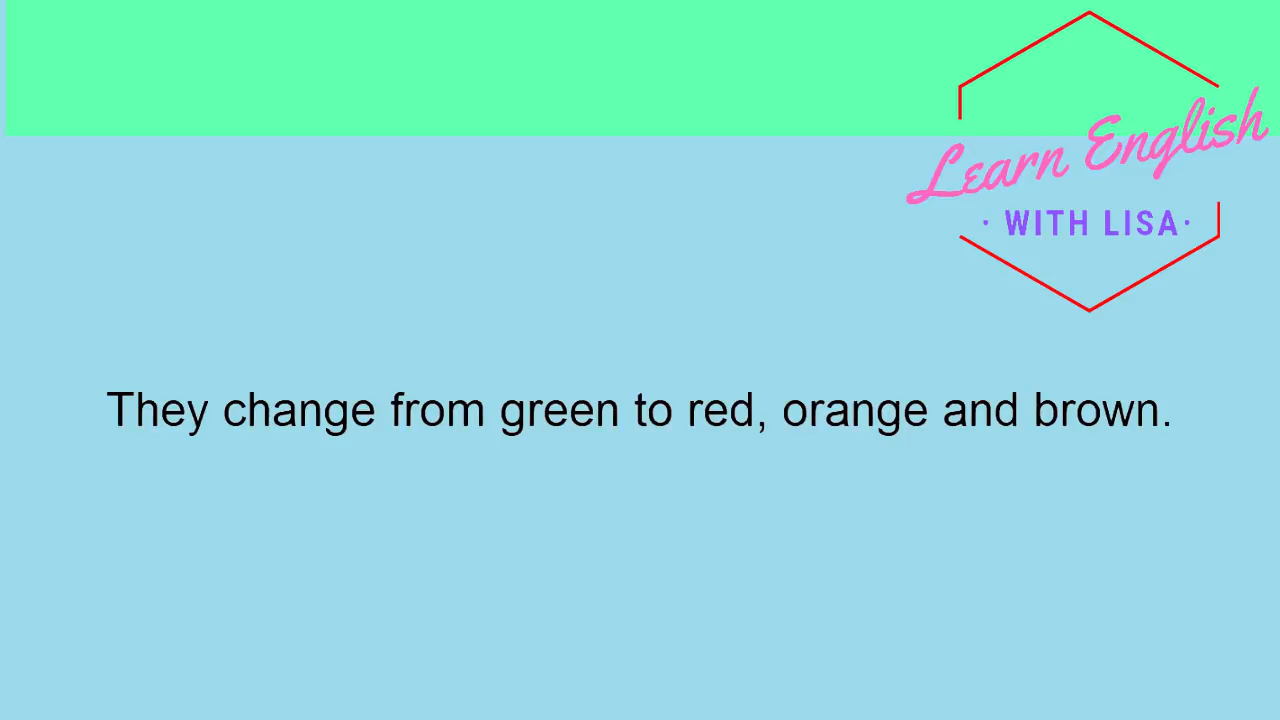 Learn English
· WITH LISA·
They change from green to red, orange and brown.